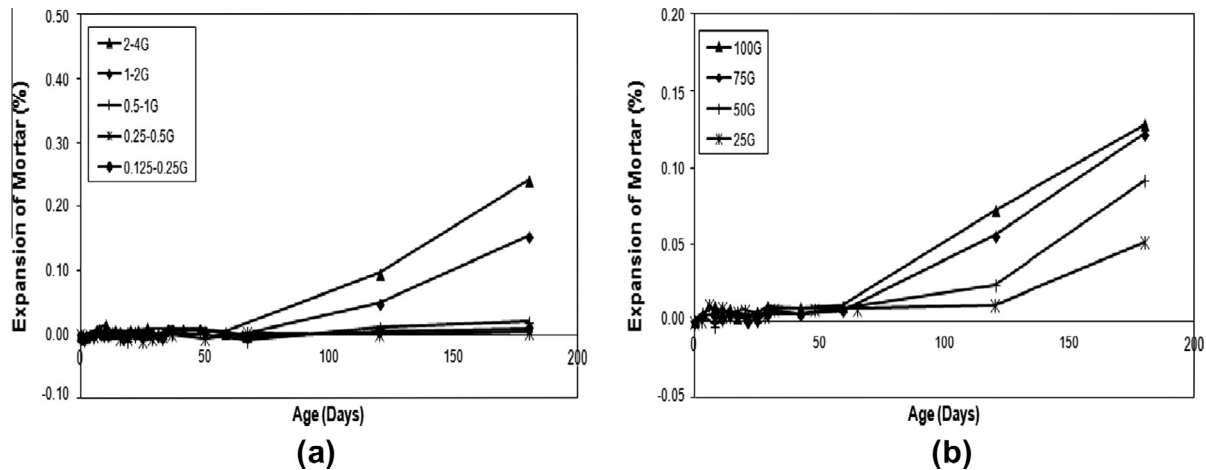 0.50
0.40
0.30
0.20
0.10
0.00
-0.10
Expansion of Mortar (%)
2-4G
1-2G
0.5-1G
0.25-0.5G
0.125-0.25G
0
50
100
150
200
Age (Days)
(a)
0.20
0.15
0.10
0.05
0.00
-0.05
Expansion of Mortar (%)
100G
75G
50G
25G
0
50
100
150
200
Age (Days)
(b)